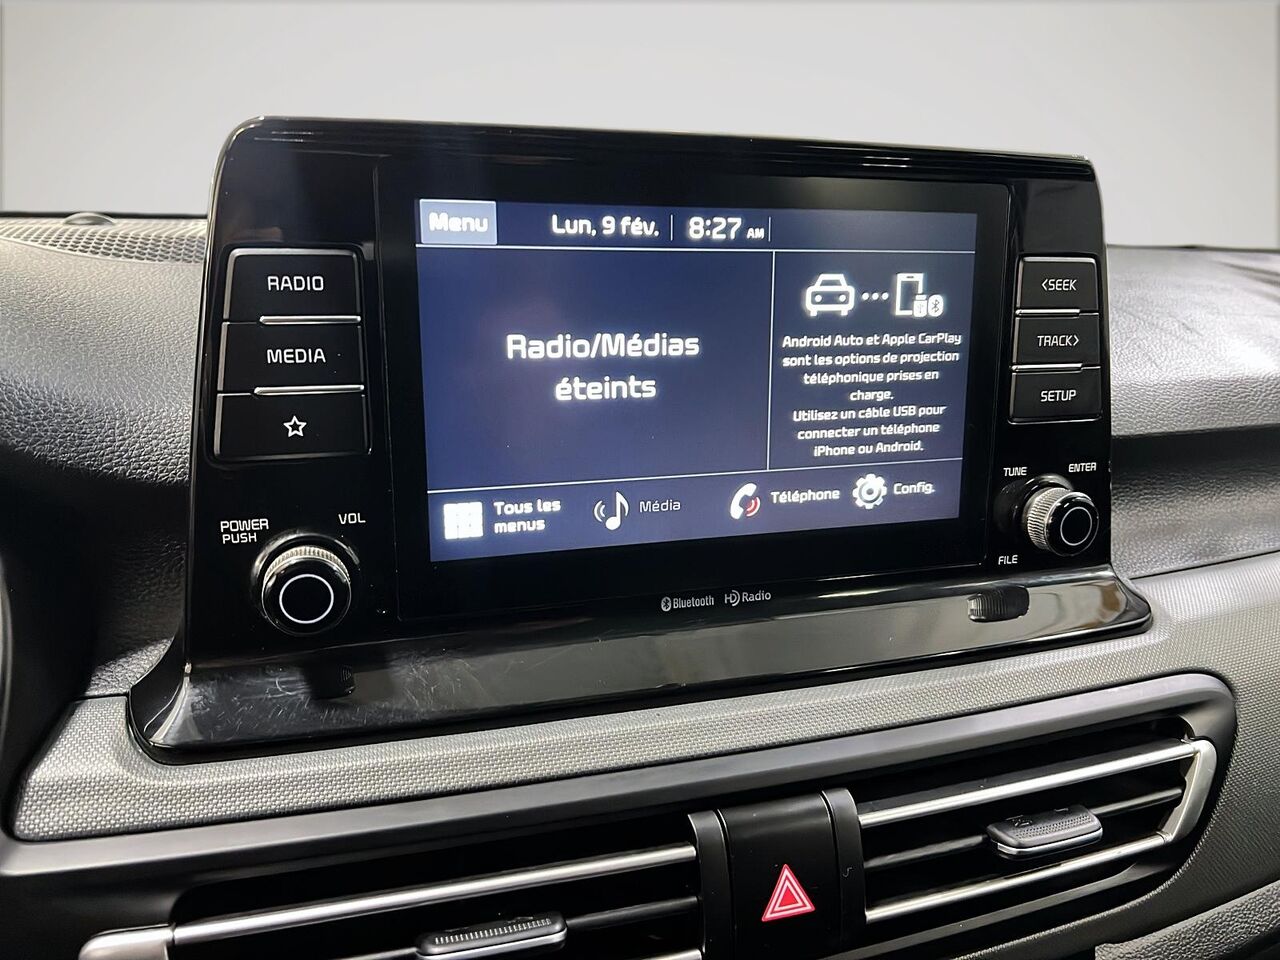 Menu
Lun, 9 fév.
8:27 AM
RADIO
MEDIA
Radio/Médias
éteints
Android Auto et Apple CarPlay
sont les options de projection
téléphonique prises en
charge.
Utilisez un câble USB pour
connecter un téléphone
iPhone ou Android.
<SEEK
TRACK>
SETUP
Tous les
menus
Média
Téléphone
Config.
POWER
PUSH
VOL
TUNE
ENTER
FILE
Bluetooth
HD Radio